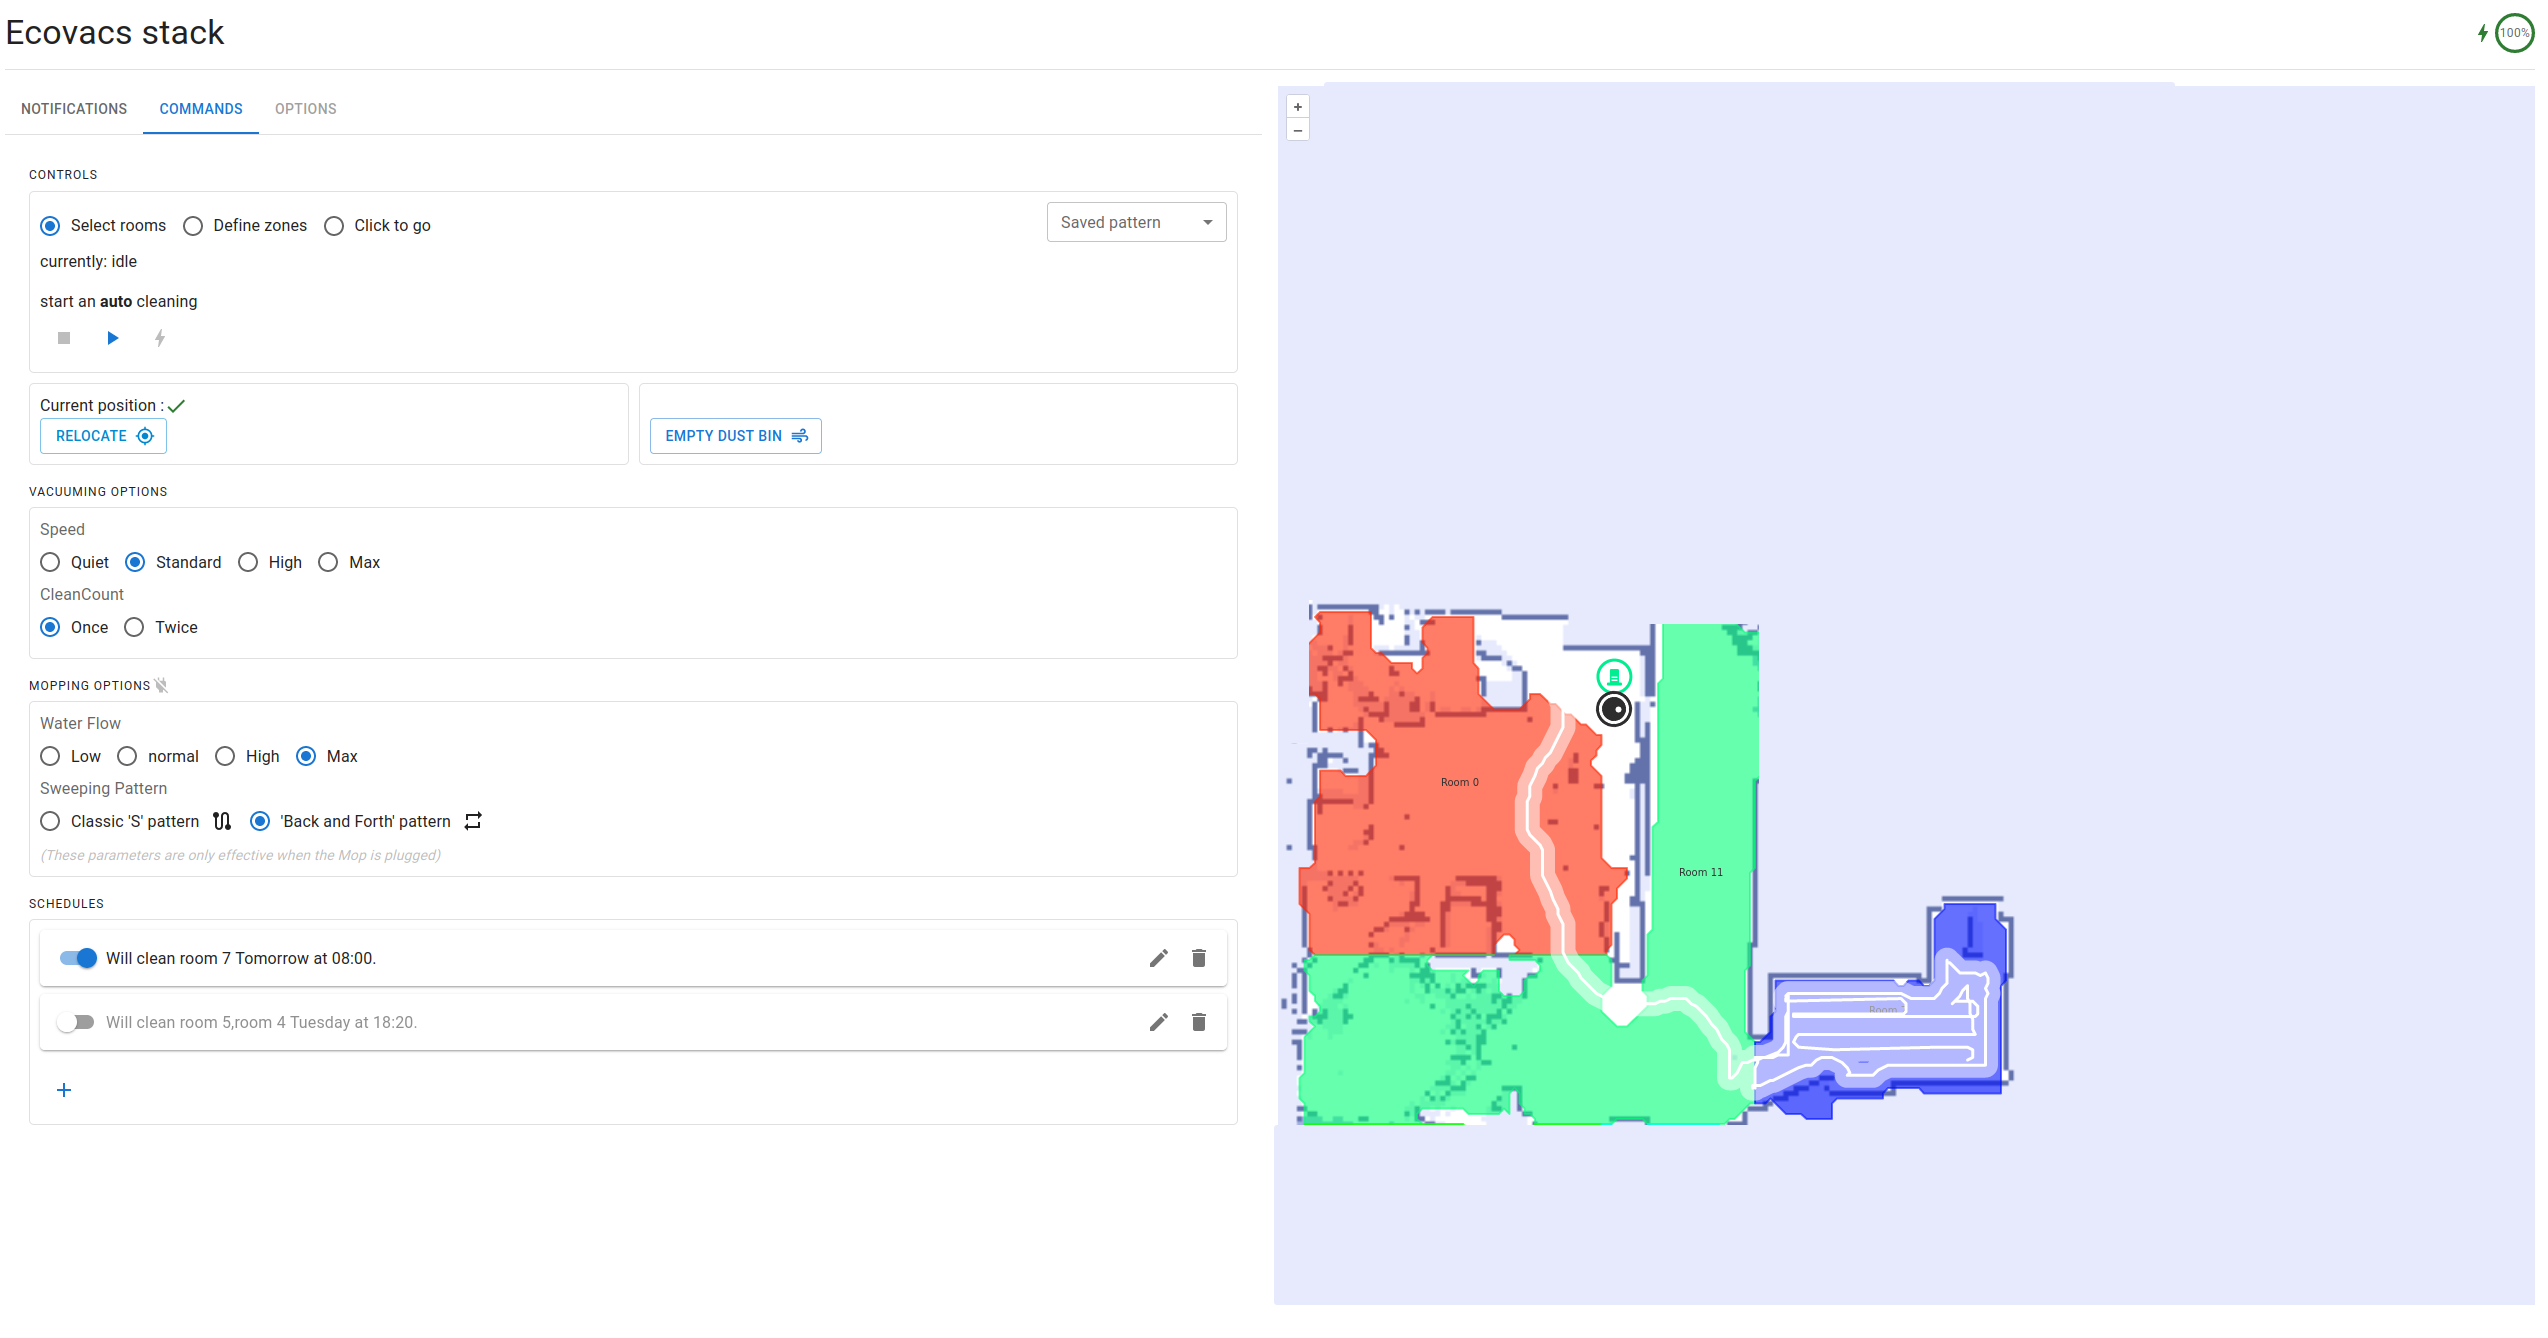 Ecovacs stack
100%
NOTIFICATIONS COMMANDS OPTIONS
CONTROLS
Select rooms Define zones Click to go Saved pattern
currently: idle
start an auto cleaning
Current position :
RELOCATE EMPTY DUST BIN
VACUUMING OPTIONS
Speed
Quiet Standard High Max
CleanCount
Once Twice
MOPPING OPTIONS
Water Flow
Low normal High Max
Sweeping Pattern
Classic 'S' pattern 'Back and Forth' pattern
(These parameters are only effective when the Mop is plugged)
SCHEDULES
Will clean room 7 Tomorrow at 08:00.
Will clean room 5,room 4 Tuesday at 18:20.
+
−
Room 0
Room 11
Room